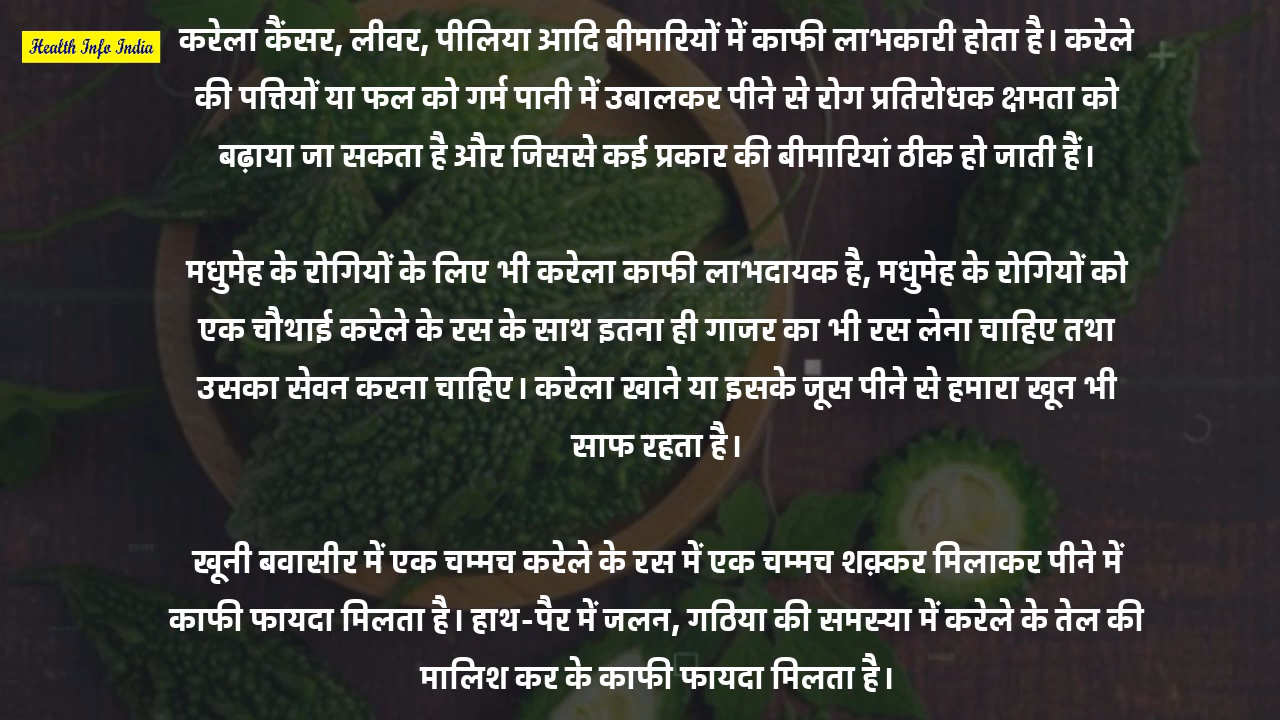 Health Info India
करेला कैंसर, लीवर, पीलिया आदि बीमारियों में काफी लाभकारी होता है। करेले
की पत्तियों या फल को गर्म पानी में उबालकर पीने से रोग प्रतिरोधक क्षमता को
बढ़ाया जा सकता है और जिससे कई प्रकार की बीमारियां ठीक हो जाती हैं।
मधुमेह के रोगियों के लिए भी करेला काफी लाभदायक है, मधुमेह के रोगियों को
एक चौथाई करेले के रस के साथ इतना ही गाजर का भी रस लेना चाहिए तथा
उसका सेवन करना चाहिए। करेला खाने या इसके जूस पीने से हमारा खून भी
साफ रहता है।
खूनी बवासीर में एक चम्मच करेले के रस में एक चम्मच शक़्कर मिलाकर पीने में
काफी फायदा मिलता है। हाथ-पैर में जलन, गठिया की समस्या में करेले के तेल की
मालिश कर के काफी फायदा मिलता है।